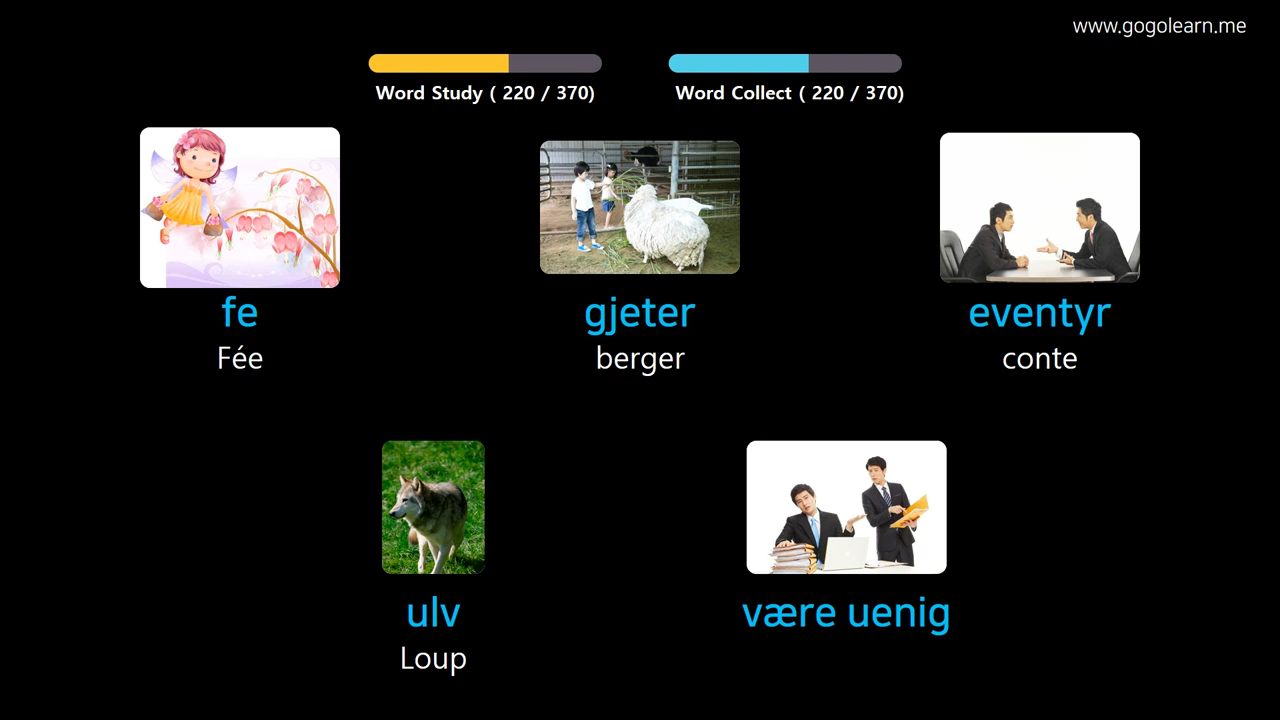 www.gogolearn.me
Word Study ( 220 / 370)
Word Collect ( 220 / 370)
fe
Fée
gjeter
berger
eventyr
conte
ulv
Loup
være uenig